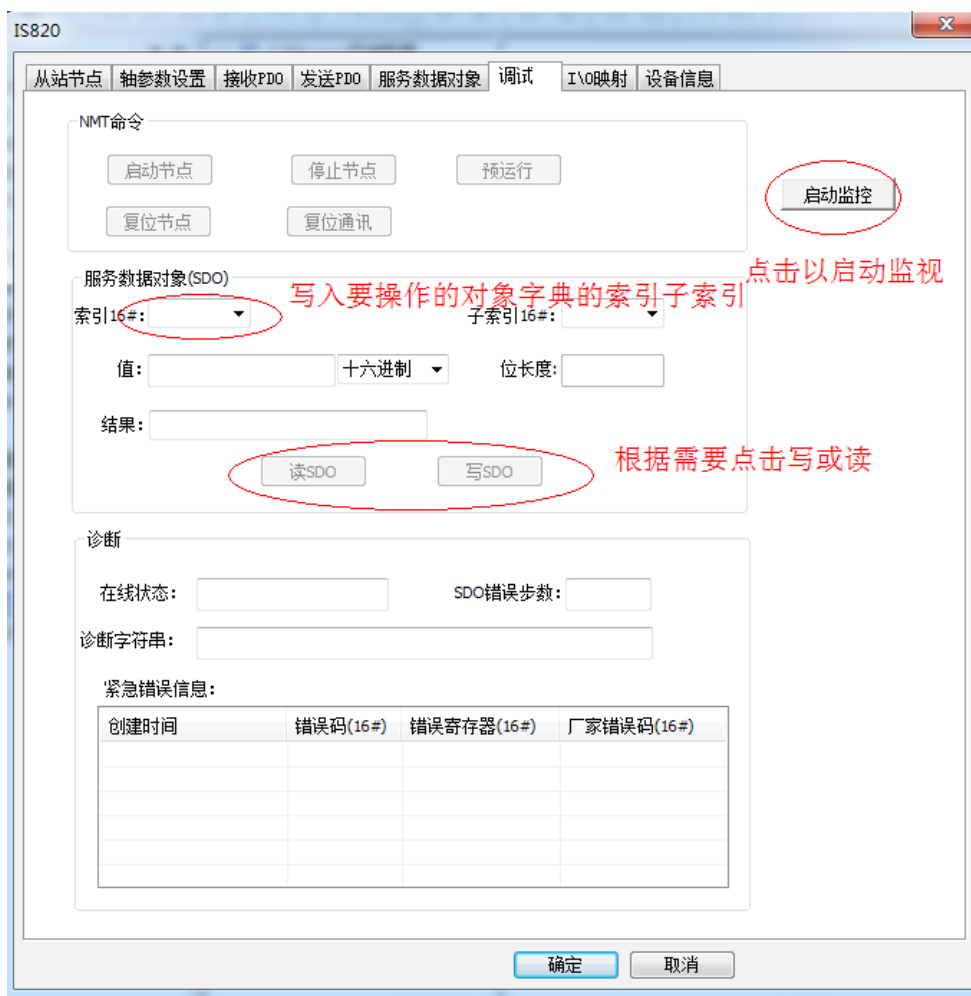 IS820
从站节点 轴参数设置 接收PDO 发送PDO 服务数据对象 调试 I\O映射 设备信息
NMT命令
启动节点 停止节点 预运行
启动监控
复位节点 复位通讯
点击以启动监视
服务数据对象(SDO)
写入要操作的对象字典的索引子索引
索引16#: 子索引16#:
值: 十六进制 位长度:
结果:
根据需要点击写或读
读SDO 写SDO
诊断
在线状态: SDO错误步数:
诊断字符串:
紧急错误信息:
创建时间 错误码(16#) 错误寄存器(16#) 厂家错误码(16#)
确定 取消